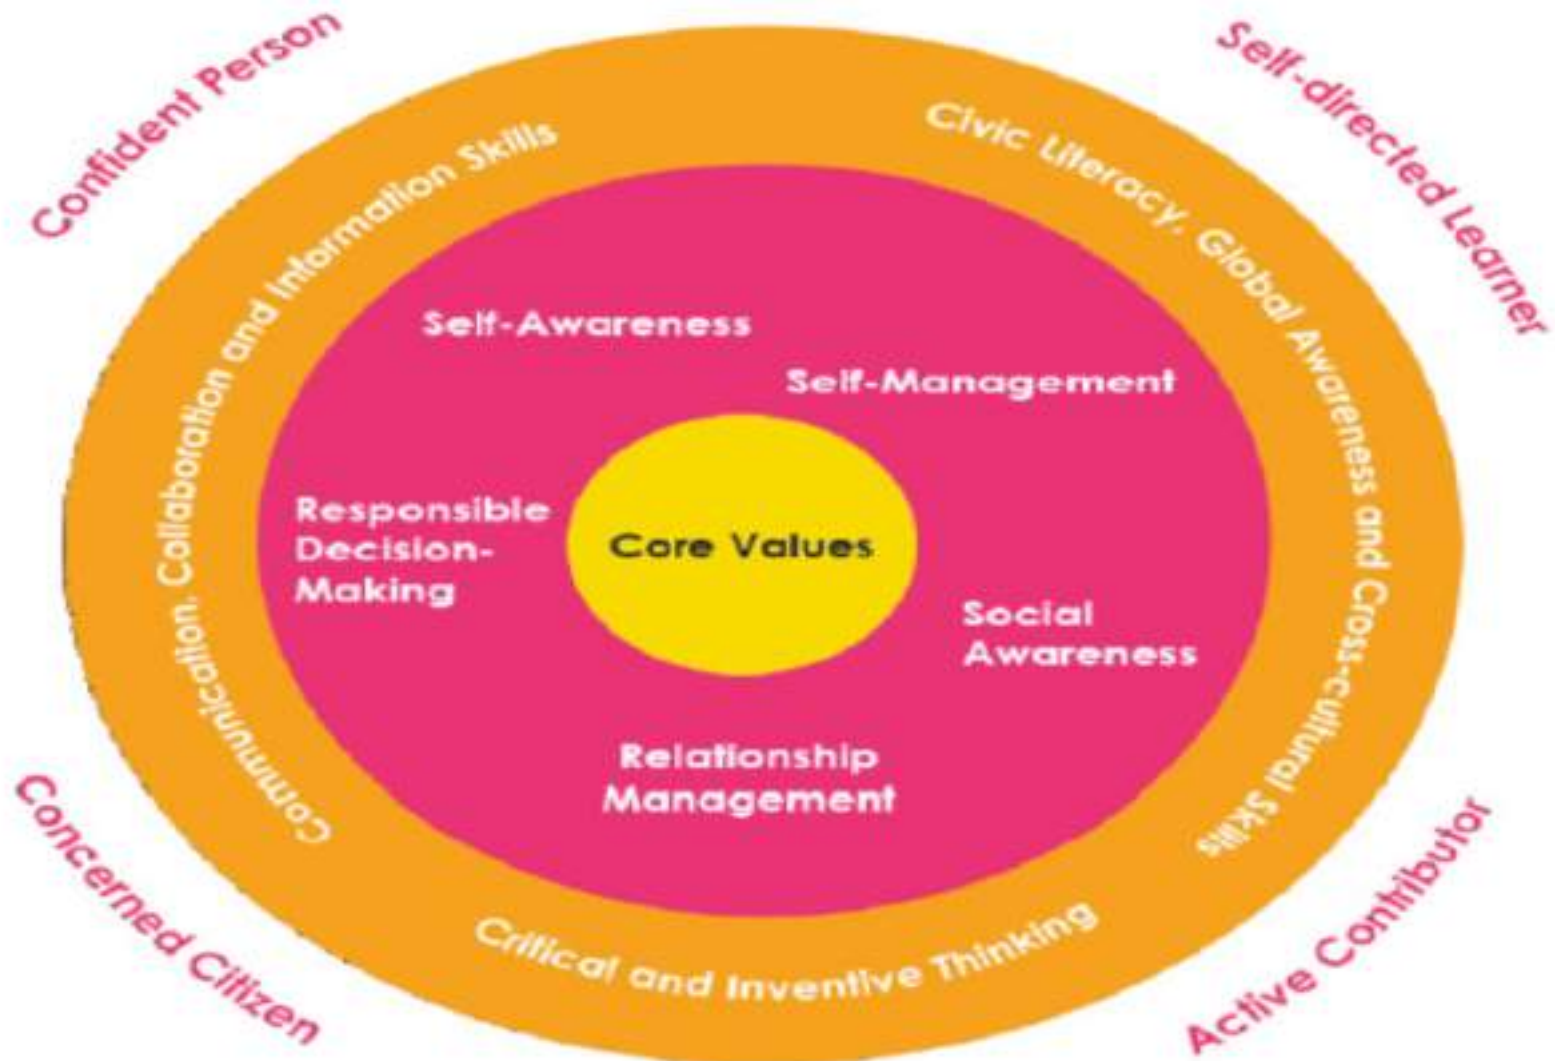 Confident Person
Self-directed Learner
Communication, Collaboration and Information Skills
Civic Literacy, Global Awareness and Cross-cultural Skills
Self-Awareness
Self-Management
Responsible
Decision-
Making
Core Values
Social
Awareness
Relationship
Management
Critical and Inventive Thinking
Concerned Citizen
Active Contributor